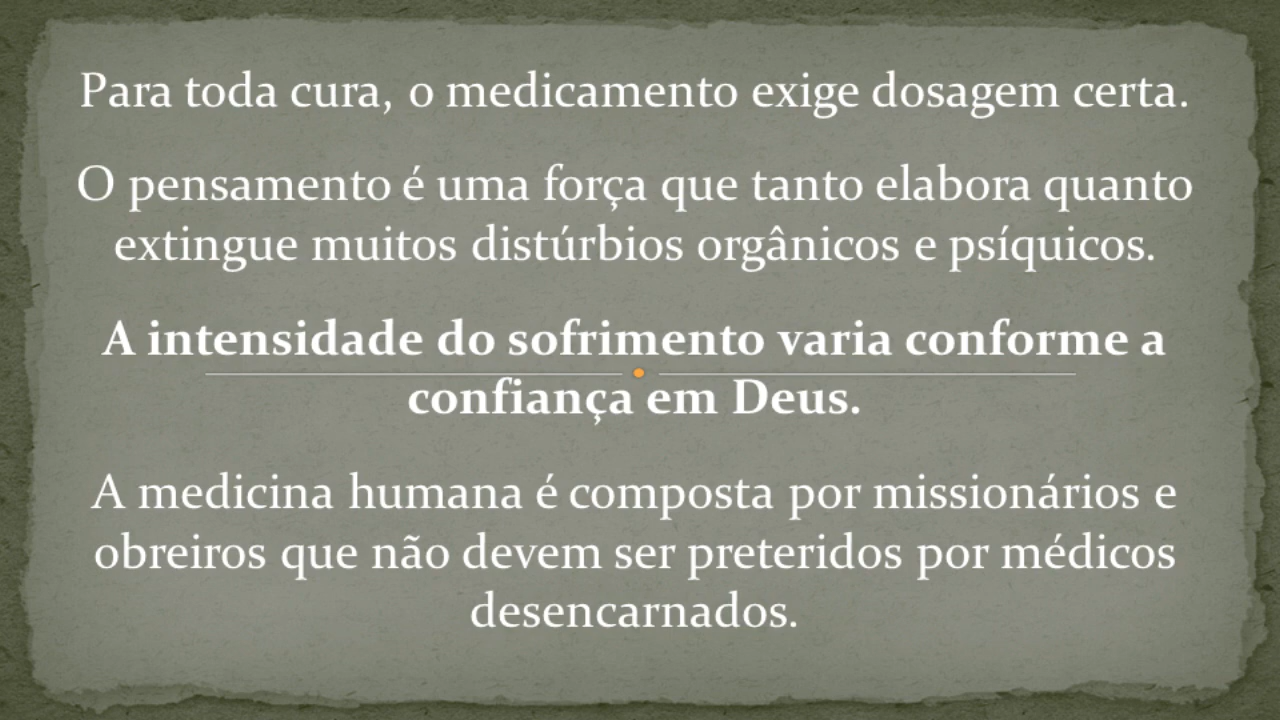 Para toda cura, o medicamento exige dosagem certa.
O pensamento é uma força que tanto elabora quanto
extingue muitos distúrbios orgânicos e psíquicos.
A intensidade do sofrimento varia conforme a
confiança em Deus.
A medicina humana é composta por missionários e
obreiros que não devem ser preteridos por médicos
desencarnados.